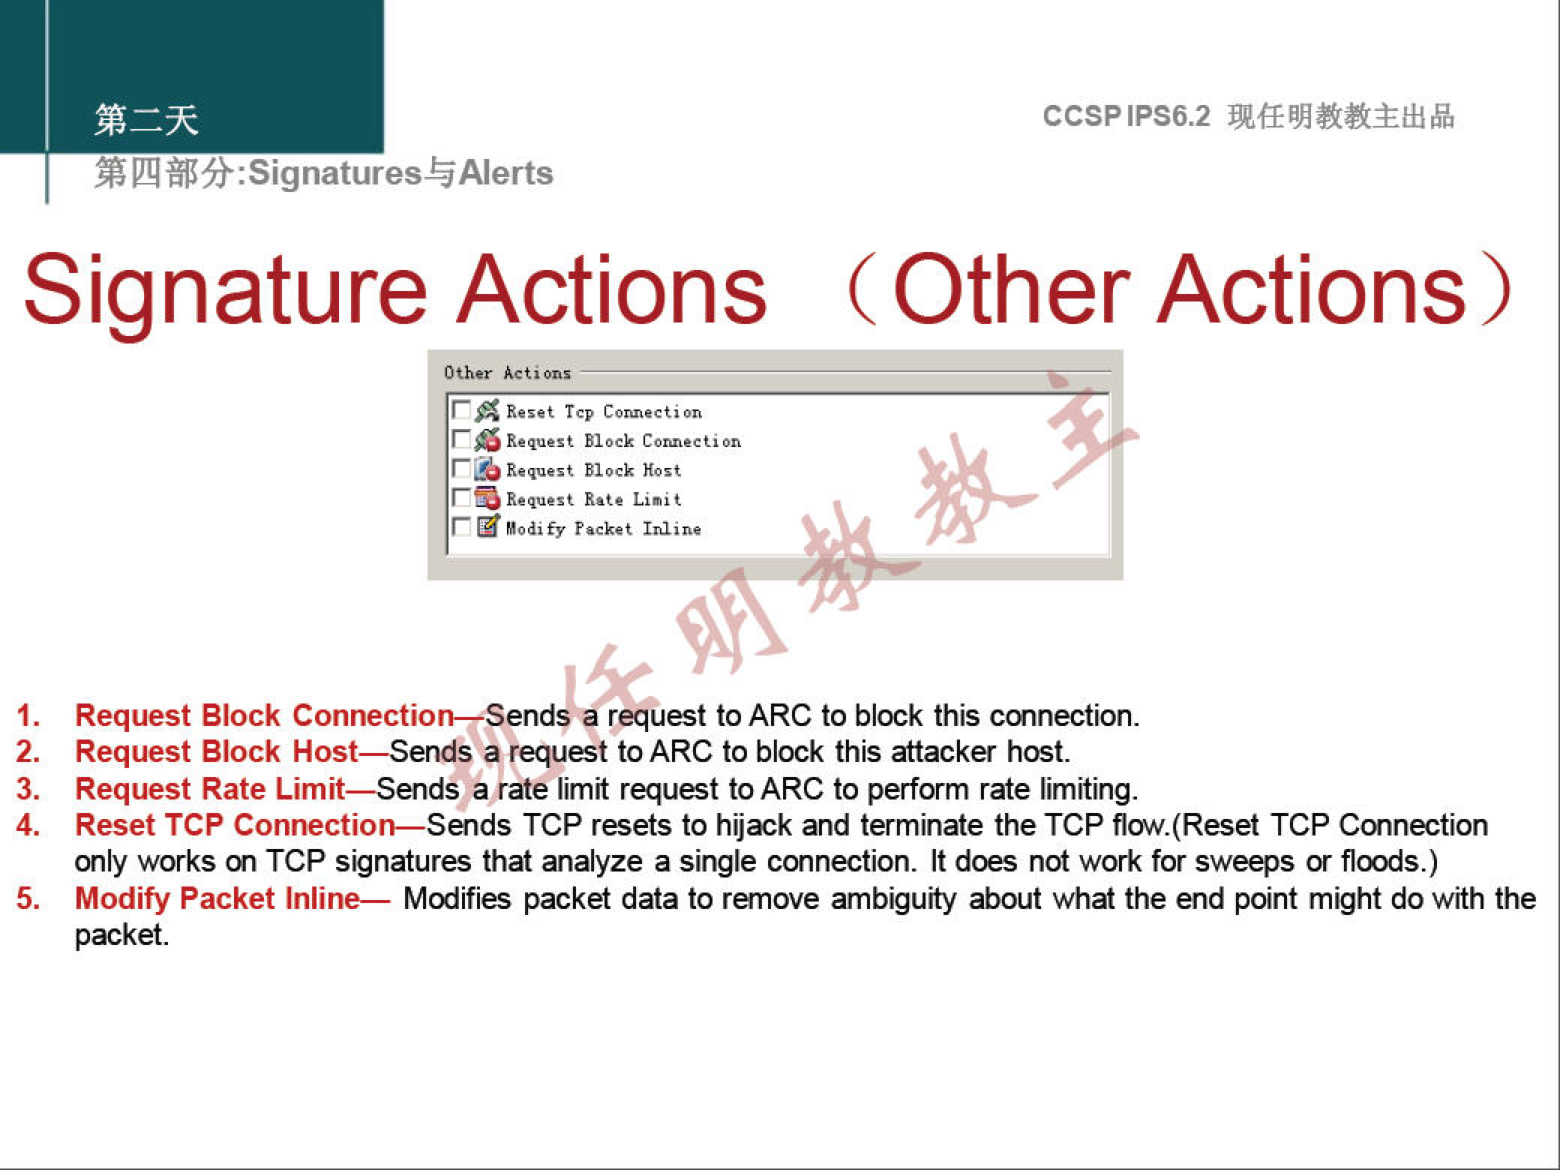 第二天
CCSP IPS6.2 现任明教教主出品
第四部分:Signatures与Alerts
Signature Actions （Other Actions）
Other Actions
Reset Tcp Connection
Request Block Connection
Request Block Host
Request Rate Limit
Modify Packet Inline
现任明教教主
1. Request Block Connection—Sends a request to ARC to block this connection.
2. Request Block Host—Sends a request to ARC to block this attacker host.
3. Request Rate Limit—Sends a rate limit request to ARC to perform rate limiting.
4. Reset TCP Connection—Sends TCP resets to hijack and terminate the TCP flow.(Reset TCP Connection
only works on TCP signatures that analyze a single connection. It does not work for sweeps or floods.)
5. Modify Packet Inline— Modifies packet data to remove ambiguity about what the end point might do with the
packet.